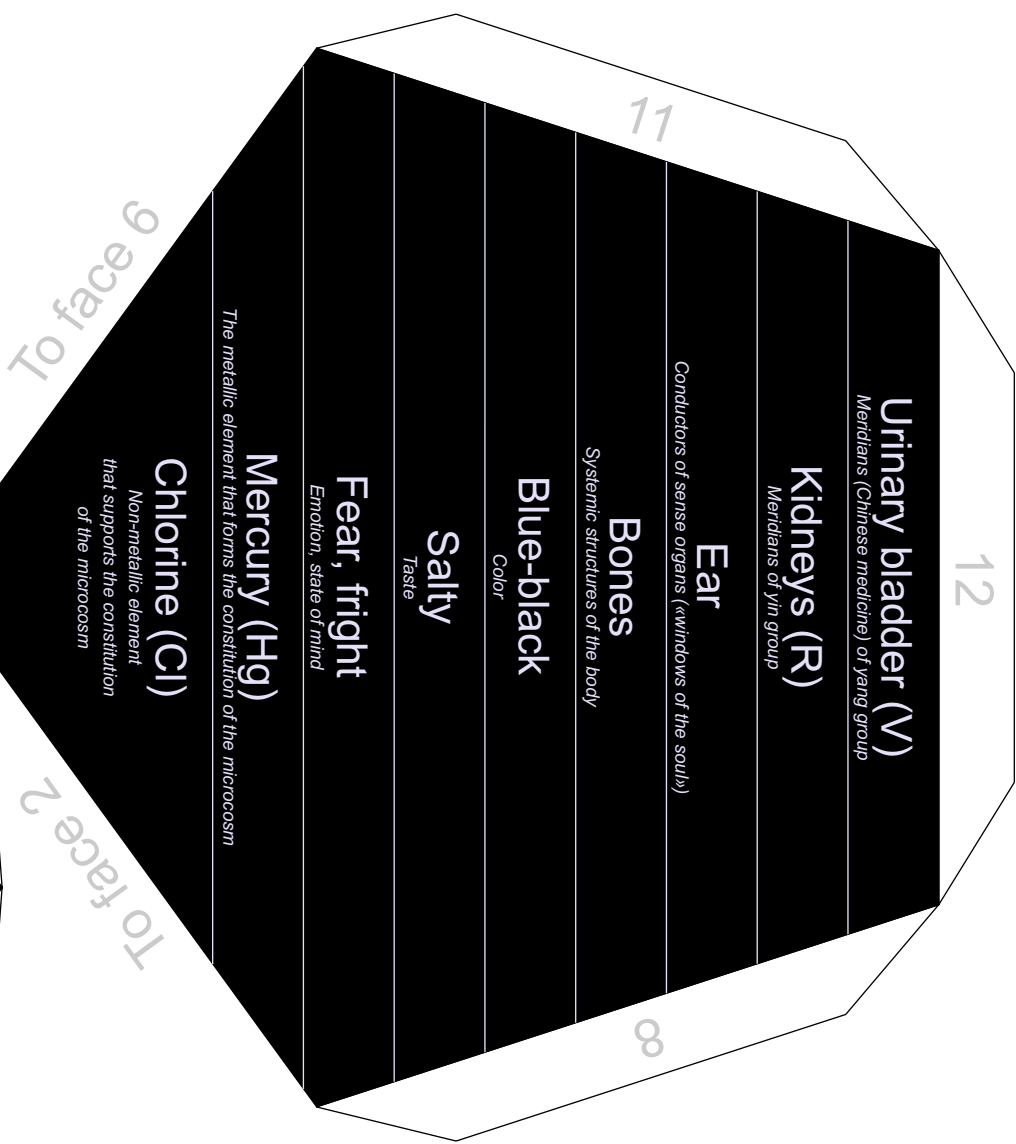 11
12
Urinary bladder (V)
Meridians (Chinese medicine) of yang group
Kidneys (R)
Meridians of yin group
Ear
Conductors of sense organs («windows of the soul»)
Bones
Systemic structures of the body
Blue-black
Color
Salty
Taste
Fear, fright
Emotion, state of mind
Mercury (Hg)
The metallic element that forms the constitution of the microcosm
Chlorine (Cl)
Non-metallic element
that supports the constitution
of the microcosm
To face 6
To face 2
8